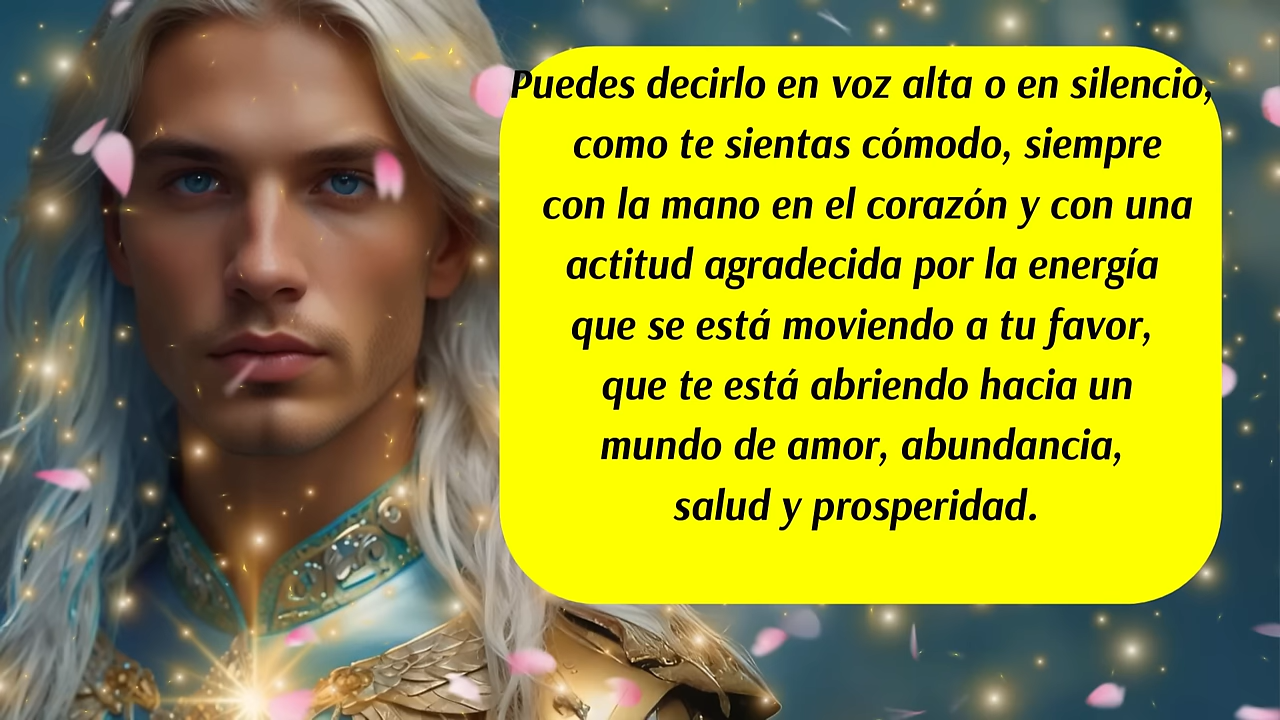 Puedes decirlo en voz alta o en silencio,
como te sientas cómodo, siempre
con la mano en el corazón y con una
actitud agradecida por la energía
que se está moviendo a tu favor,
que te está abriendo hacia un
mundo de amor, abundancia,
salud y prosperidad.